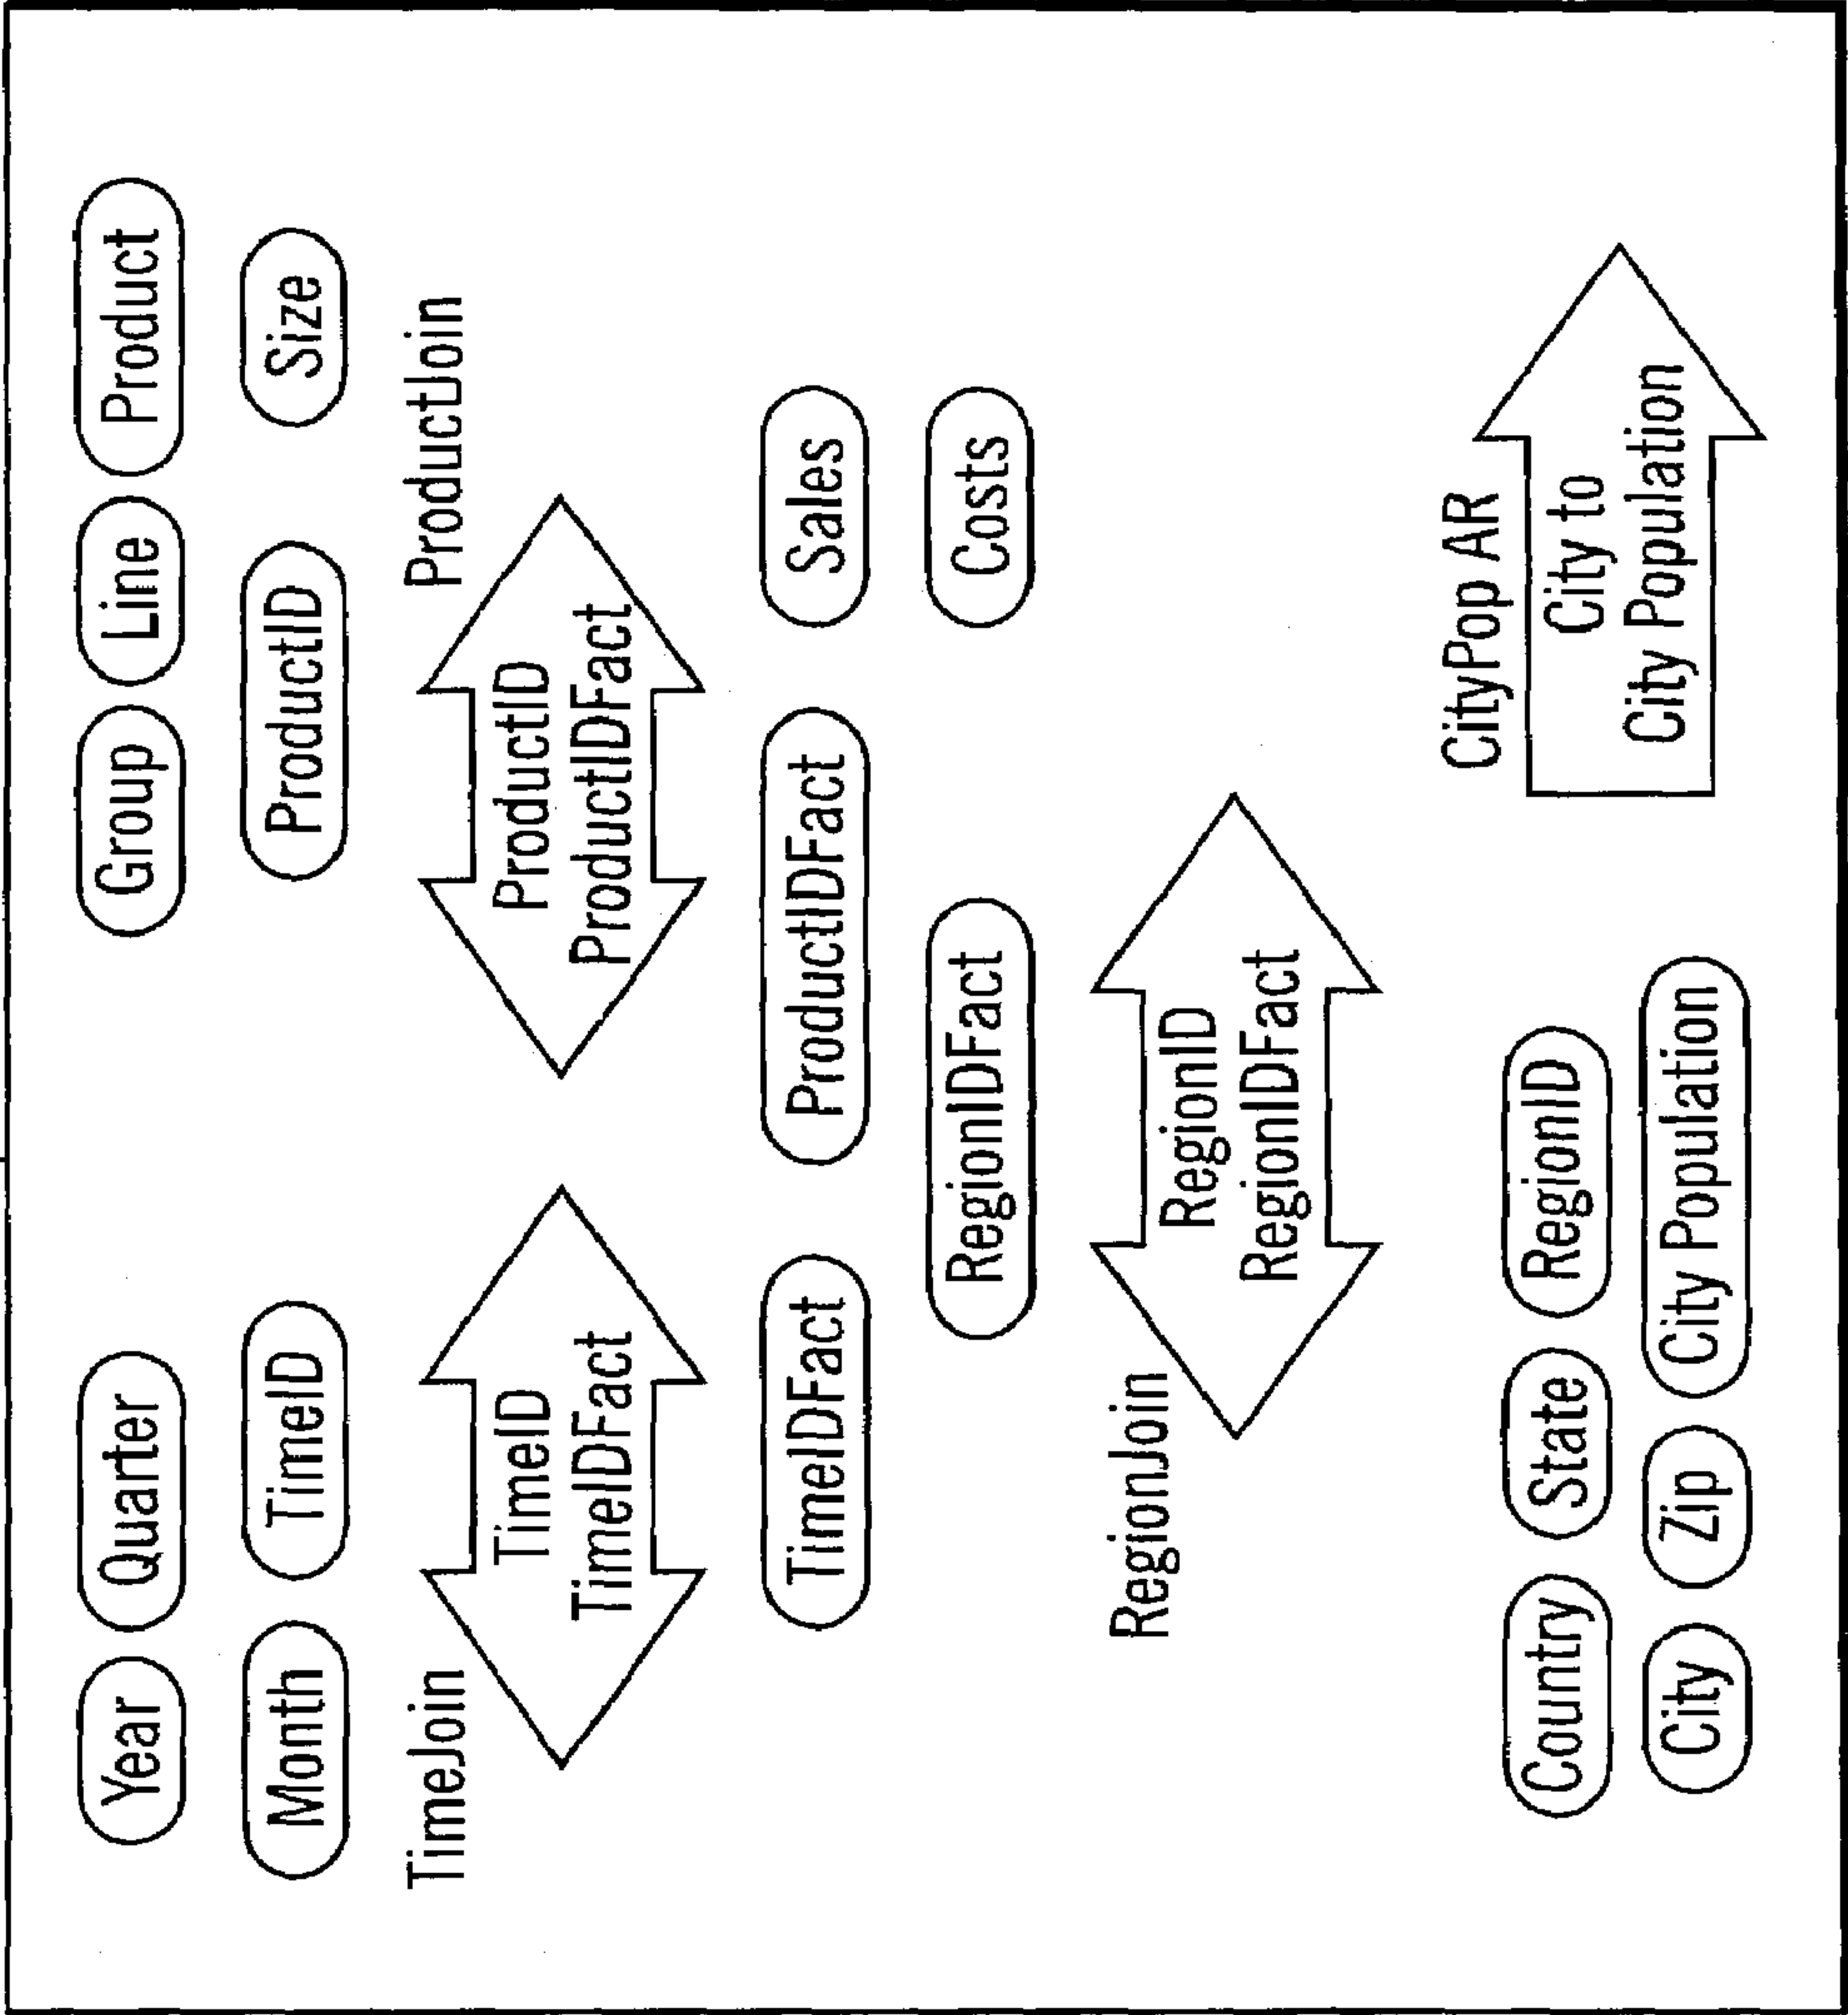 Year
Quarter
Group
Line
Product
Month
TimeID
ProductID
Size
TimeJoin
ProductJoin
TimeID
TimeIDFact
ProductID
ProductIDFact
TimeIDFact
ProductIDFact
Sales
RegionIDFact
Costs
RegionJoin
RegionID
RegionIDFact
CityPop AR
City to
City Population
Country
State
RegionID
City
Zip
City Population